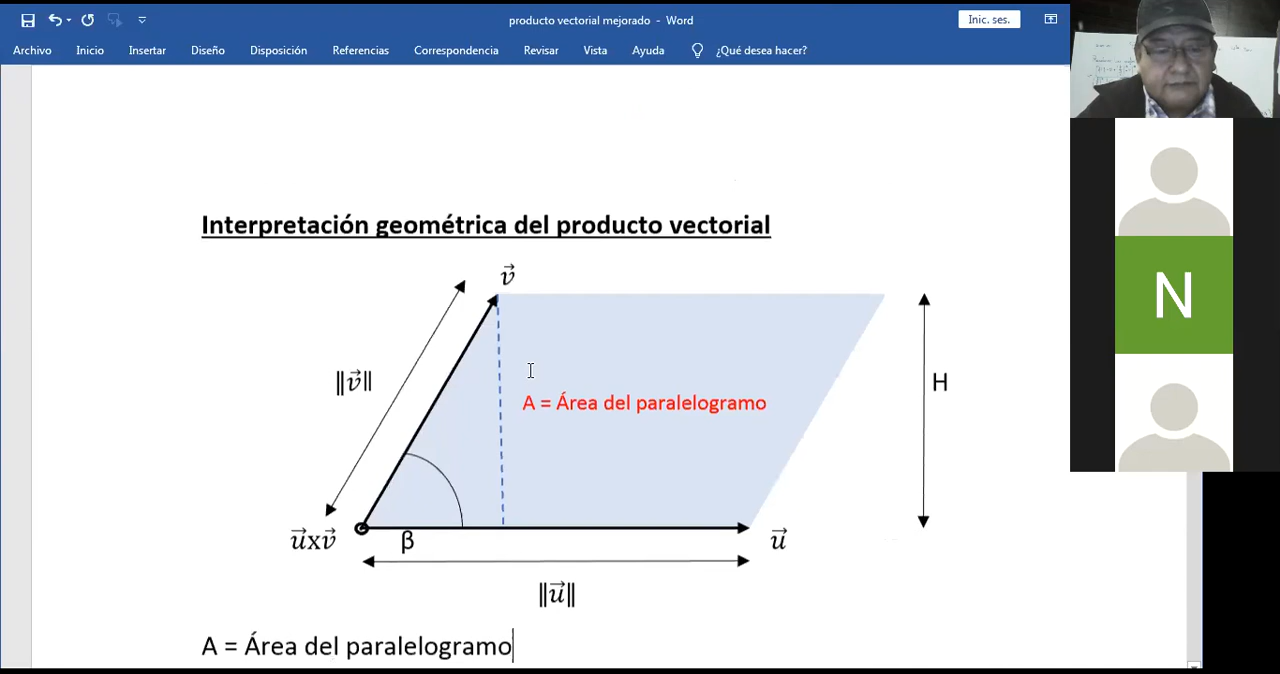 producto vectorial mejorado - Word
Inic. ses.
Archivo Inicio Insertar Diseño Disposición Referencias Correspondencia Revisar Vista Ayuda ¿Qué desea hacer?
Interpretación geométrica del producto vectorial
v⃗
‖v⃗‖
H
A = Área del paralelogramo
N
u⃗xv⃗
β
u⃗
‖u⃗‖
A = Área del paralelogramo